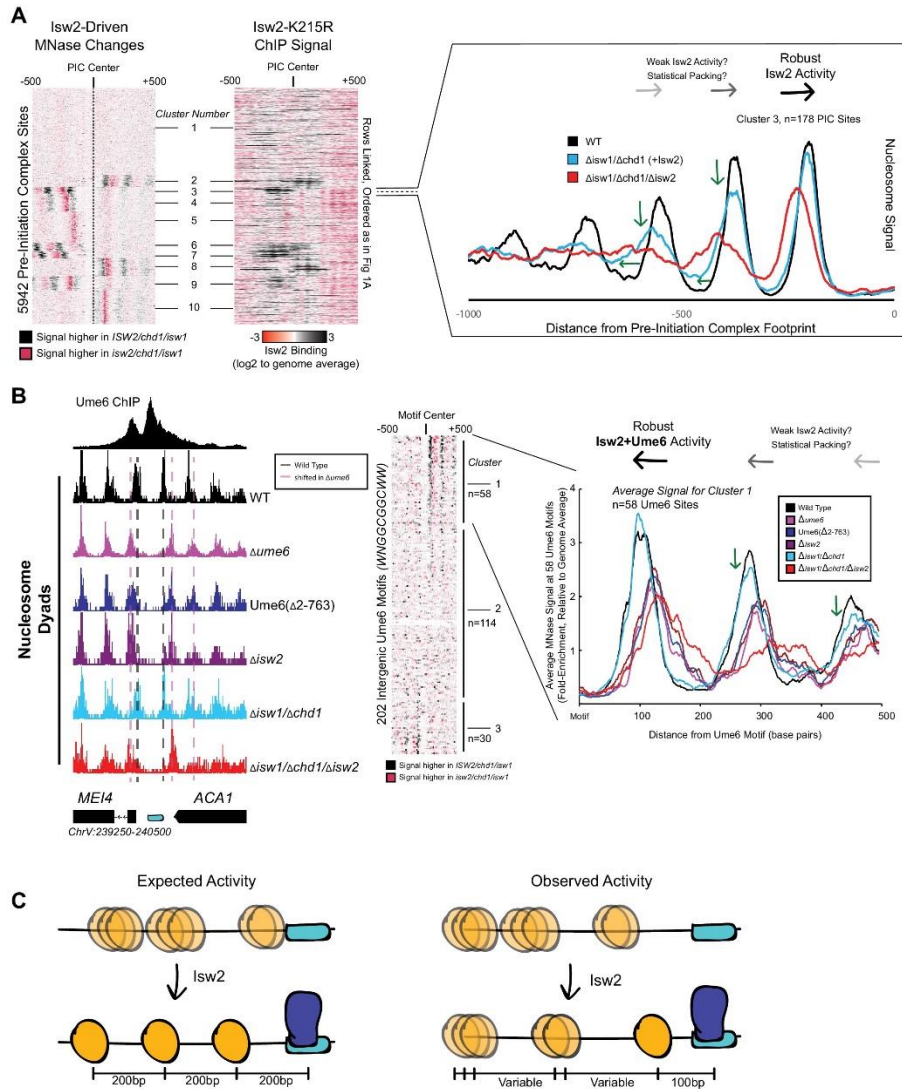 A
Isw2-Driven
MNase Changes
PIC Center
-500
+500
5942 Pre-Initiation Complex Sites
Cluster Number
1
2
3
4
5
6
7
8
9
10
Signal higher in ISW2/chd1/isw1
Signal higher in isw2/chd1/isw1
Isw2-K215R
ChIP Signal
PIC Center
-500
+500
Rows Linked, Ordered as in Fig 1A
-3
3
Isw2 Binding
(log2 to genome average)
Weak Isw2 Activity?
Statistical Packing?
Robust
Isw2 Activity
Cluster 3, n=178 PIC Sites
WT
Δisw1/Δchd1 (+Isw2)
Δisw1/Δchd1/Δisw2
Nucleosome Signal
-1000
-500
0
Distance from Pre-Initiation Complex Footprint
B
Ume6 ChIP
Wild Type
shifted in Δume6
Nucleosome
Dyads
WT
Δume6
Ume6(Δ2-763)
Δisw2
Δisw1/Δchd1
Δisw1/Δchd1/Δisw2
MEI4
ACA1
ChrV:239250-240500
Motif Center
-500
+500
202 Intergenic Ume6 Motifs (WNGGCGGCWW)
Cluster
1
n=58
2
n=114
3
n=30
Signal higher in ISW2/chd1/isw1
Signal higher in isw2/chd1/isw1
Robust
Isw2+Ume6 Activity
Weak Isw2 Activity?
Statistical Packing?
Average Signal for Cluster 1
n=58 Ume6 Sites
Wild Type
Δume6
Ume6(Δ2-763)
Δisw2
Δisw1/Δchd1
Δisw1/Δchd1/Δisw2
Average MNase Signal at 58 Ume6 Motifs
(Fold-Enrichment, Relative to Genome Average)
4
3
2
1
Motif
100
200
300
400
500
Distance from Ume6 Motif (base pairs)
C
Expected Activity
Isw2
200bp
200bp
200bp
Observed Activity
Isw2
Variable
Variable
100bp